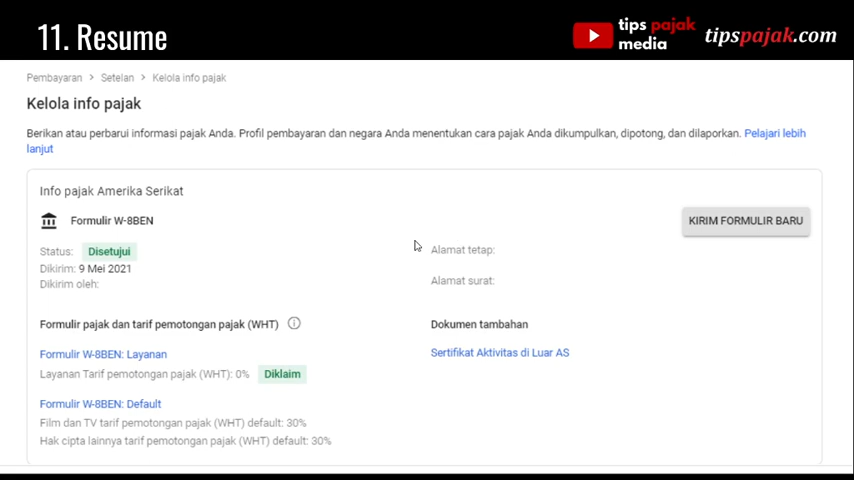 11. Resume
tips pajak
media
tipspajak.com
Pembayaran > Setelan > Kelola info pajak
Kelola info pajak
Berikan atau perbarui informasi pajak Anda. Profil pembayaran dan negara Anda menentukan cara pajak Anda dikumpulkan, dipotong, dan dilaporkan. Pelajari lebih
lanjut
Info pajak Amerika Serikat
Formulir W-8BEN
KIRIM FORMULIR BARU
Status: Disetujui
Dikirim: 9 Mei 2021
Dikirim oleh:
Alamat tetap:
Alamat surat:
Formulir pajak dan tarif pemotongan pajak (WHT)
Formulir W-8BEN: Layanan
Layanan Tarif pemotongan pajak (WHT): 0% Diklaim
Formulir W-8BEN: Default
Film dan TV tarif pemotongan pajak (WHT) default: 30%
Hak cipta lainnya tarif pemotongan pajak (WHT) default: 30%
Dokumen tambahan
Sertifikat Aktivitas di Luar AS